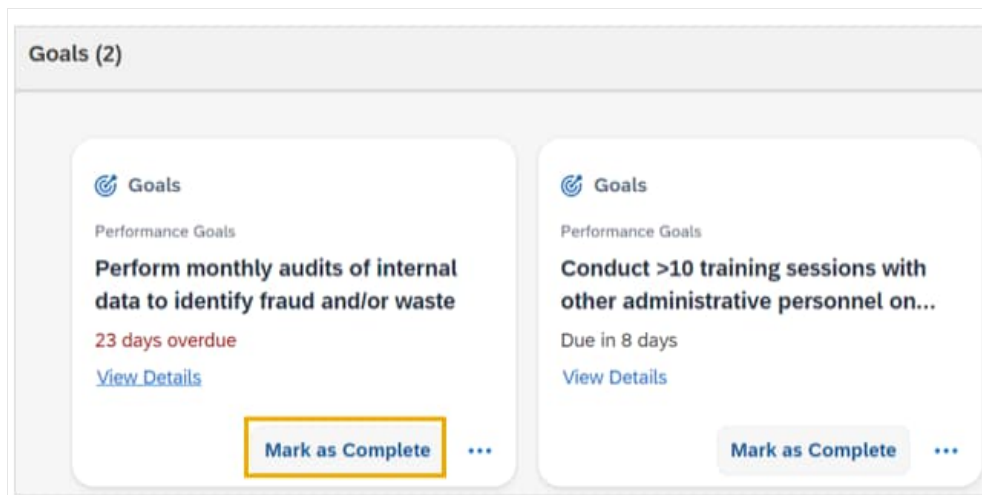 Goals (2)
Goals
Performance Goals
Perform monthly audits of internal
data to identify fraud and/or waste
23 days overdue
View Details
Mark as Complete
Goals
Performance Goals
Conduct >10 training sessions with
other administrative personnel on...
Due in 8 days
View Details
Mark as Complete